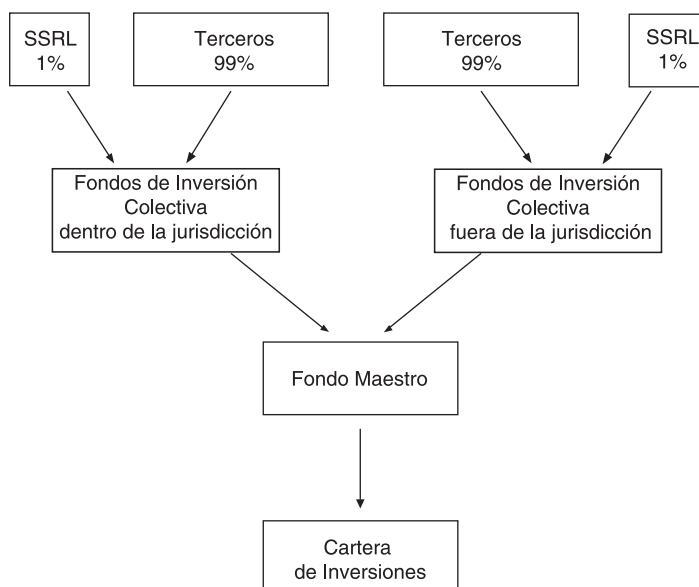 SSRL
1%
Terceros
99%
Terceros
99%
SSRL
1%
Fondos de Inversión
Colectiva
dentro de la jurisdicción
Fondos de Inversión
Colectiva
fuera de la jurisdicción
Fondo Maestro
Cartera
de Inversiones